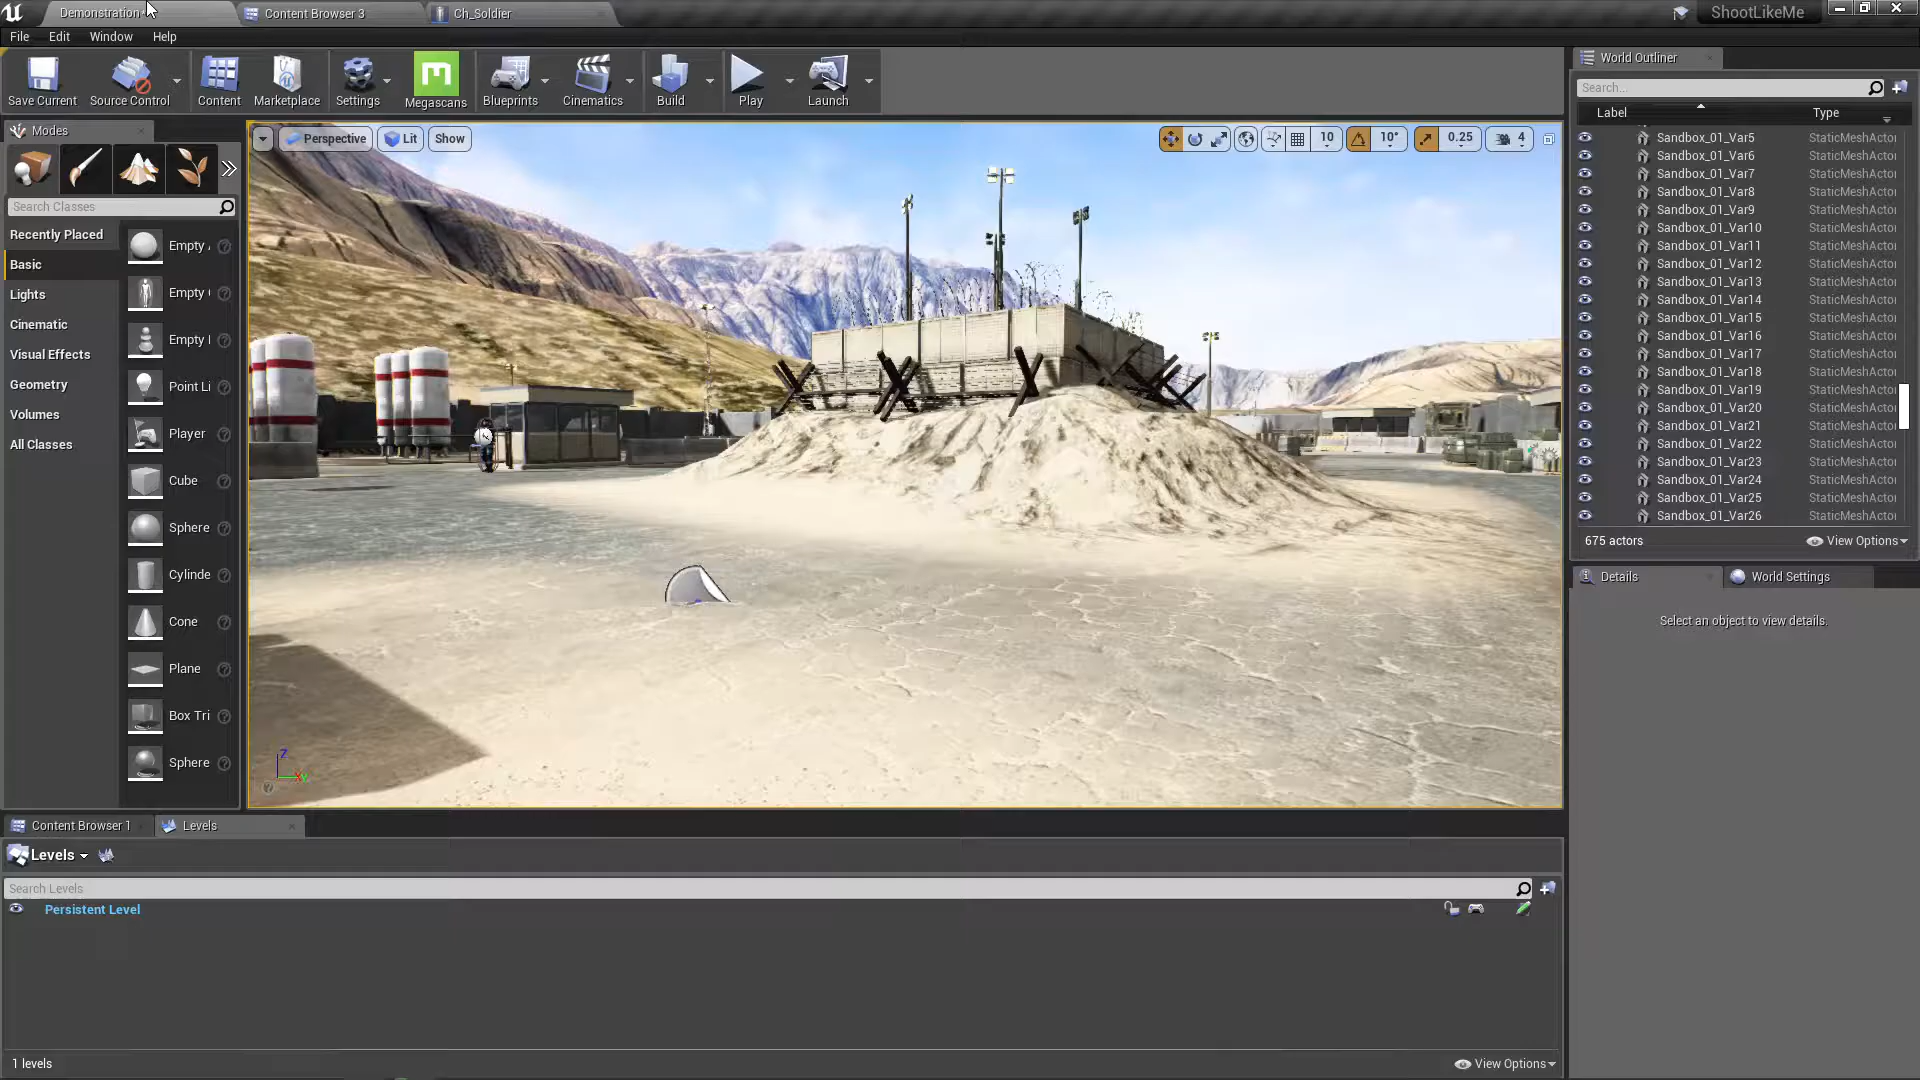 Demonstration
Content Browser 3
Ch_Soldier
ShootLikeMe
File
Edit
Window
Help
Save Current
Source Control
Content
Marketplace
Settings
Megascans
Blueprints
Cinematics
Build
Play
Launch
Modes
Search Classes
Recently Placed
Basic
Lights
Cinematic
Visual Effects
Geometry
Volumes
All Classes
Empty
Empty
Empty
Point Li
Player
Cube
Sphere
Cylinde
Cone
Plane
Box Tri
Sphere
Perspective
Lit
Show
10
10°
0.25
4
Z
World Outliner
Search...
Label
Type
Sandbox_01_Var5 StaticMeshActor
Sandbox_01_Var6 StaticMeshActor
Sandbox_01_Var7 StaticMeshActor
Sandbox_01_Var8 StaticMeshActor
Sandbox_01_Var9 StaticMeshActor
Sandbox_01_Var10 StaticMeshActor
Sandbox_01_Var11 StaticMeshActor
Sandbox_01_Var12 StaticMeshActor
Sandbox_01_Var13 StaticMeshActor
Sandbox_01_Var14 StaticMeshActor
Sandbox_01_Var15 StaticMeshActor
Sandbox_01_Var16 StaticMeshActor
Sandbox_01_Var17 StaticMeshActor
Sandbox_01_Var18 StaticMeshActor
Sandbox_01_Var19 StaticMeshActor
Sandbox_01_Var20 StaticMeshActor
Sandbox_01_Var21 StaticMeshActor
Sandbox_01_Var22 StaticMeshActor
Sandbox_01_Var23 StaticMeshActor
Sandbox_01_Var24 StaticMeshActor
Sandbox_01_Var25 StaticMeshActor
Sandbox_01_Var26 StaticMeshActor
675 actors
View Options
Details
World Settings
Select an object to view details.
Content Browser 1
Levels
Levels
Search Levels
Persistent Level
1 levels
View Options